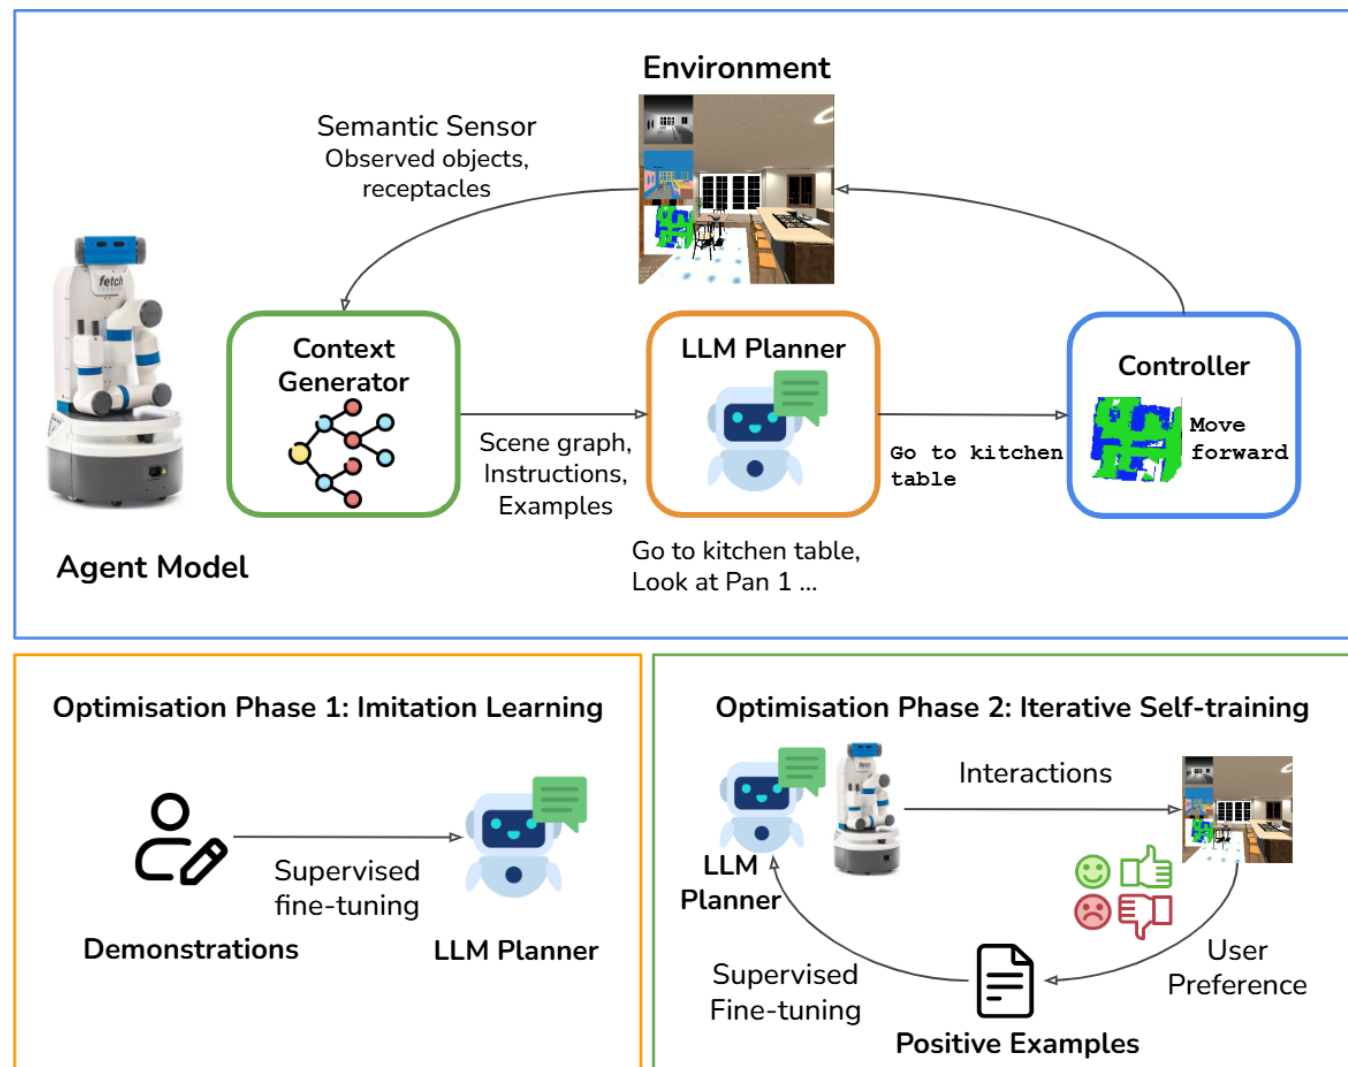 Environment
Semantic Sensor
Observed objects,
receptacles
fetch
Context
Generator
LLM Planner
Controller
Move
forward
Scene graph,
Instructions,
Examples
Go to kitchen
table
Agent Model
Go to kitchen table,
Look at Pan 1 ...
Optimisation Phase 1: Imitation Learning
Supervised
fine-tuning
Demonstrations
LLM Planner
Optimisation Phase 2: Iterative Self-training
fetch
Interactions
LLM
Planner
User
Preference
Supervised
Fine-tuning
Positive Examples